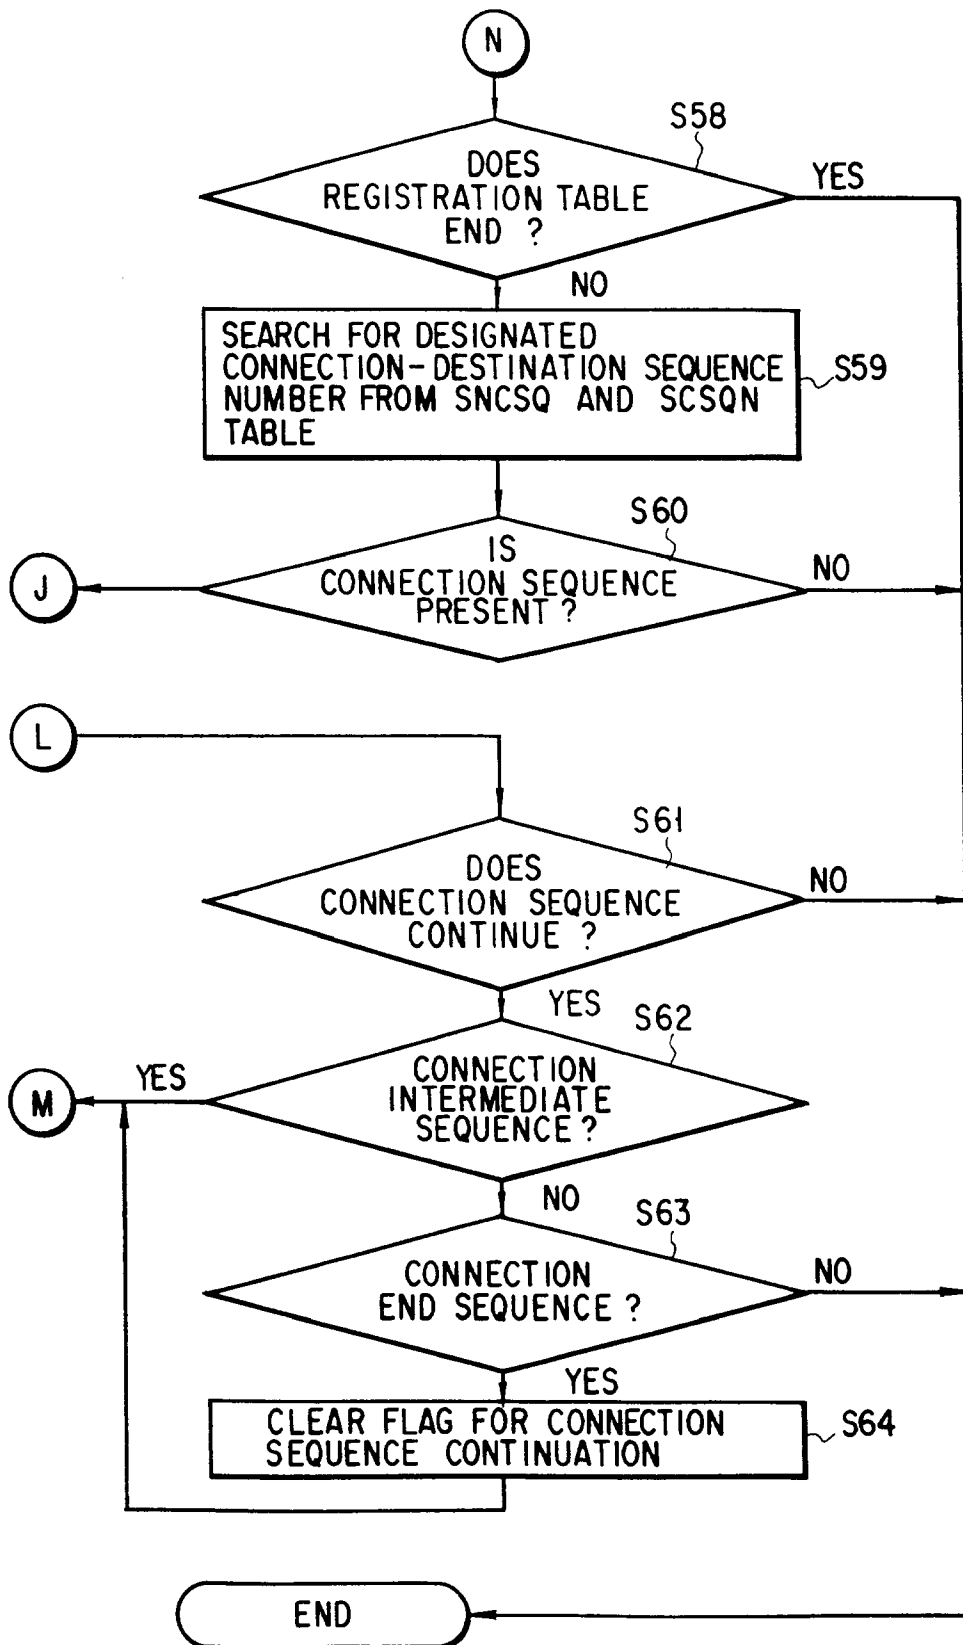 N
S58
DOES
REGISTRATION TABLE
END ?
YES
NO
SEARCH FOR DESIGNATED
CONNECTION-DESTINATION SEQUENCE
NUMBER FROM SNCSQ AND SCSQN
TABLE
S59
S60
IS
CONNECTION SEQUENCE
PRESENT ?
NO
J
L
S61
DOES
CONNECTION SEQUENCE
CONTINUE ?
NO
YES
S62
CONNECTION
INTERMEDIATE
SEQUENCE ?
YES
M
NO
S63
CONNECTION
END SEQUENCE ?
NO
YES
CLEAR FLAG FOR CONNECTION
SEQUENCE CONTINUATION
S64
END